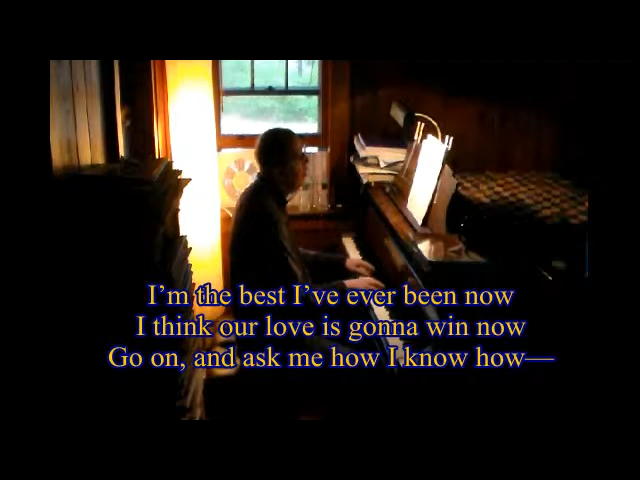 I’m the best I’ve ever been now
I think our love is gonna win now
Go on, and ask me how I know how—